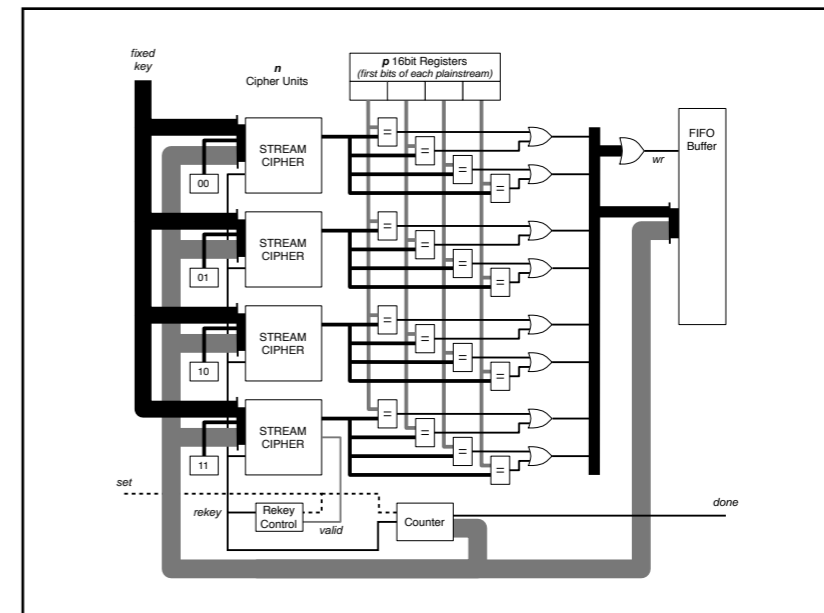 fixed
key
n
Cipher Units
p 16bit Registers
(first bits of each plainstream)
STREAM
CIPHER
00
=
=
=
=
FIFO
Buffer
wr
STREAM
CIPHER
01
=
=
=
=
STREAM
CIPHER
10
=
=
=
=
STREAM
CIPHER
11
=
=
=
=
set
rekey
Rekey
Control
valid
Counter
done